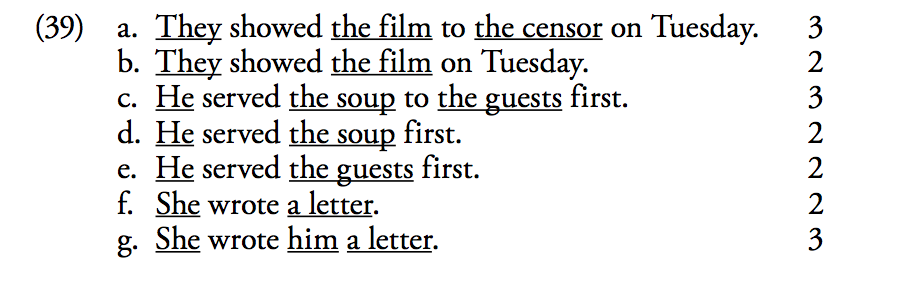 (39) a. They showed the film to the censor on Tuesday. 3
b. They showed the film on Tuesday. 2
c. He served the soup to the guests first. 3
d. He served the soup first. 2
e. He served the guests first. 2
f. She wrote a letter. 2
g. She wrote him a letter. 3